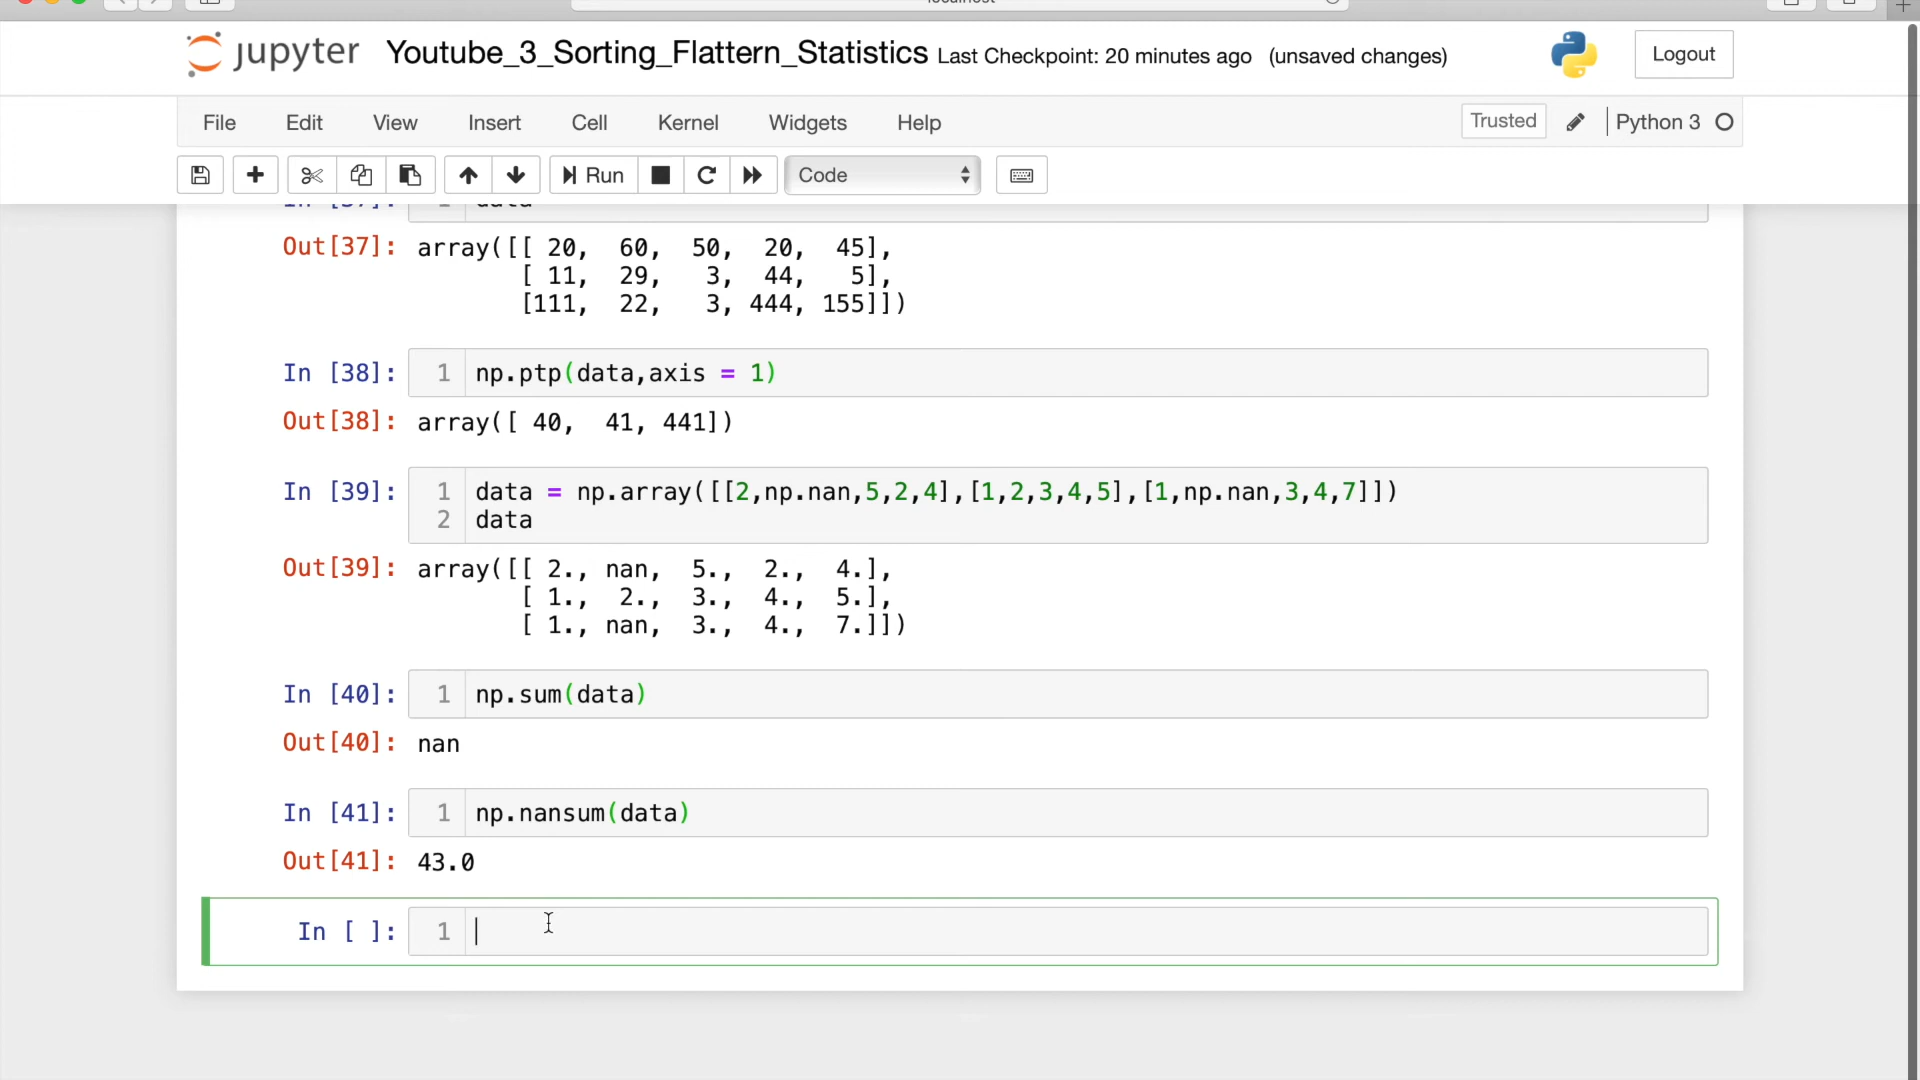 localhost
jupyter Youtube_3_Sorting_Flattern_Statistics Last Checkpoint: 20 minutes ago (unsaved changes) Logout
File Edit View Insert Cell Kernel Widgets Help Trusted Python 3
Run Code
In [37]: 1 data
Out[37]: array([[ 20, 60, 50, 20, 45],
[ 11, 29, 3, 44, 5],
[111, 22, 3, 444, 155]])
In [38]: 1 np.ptp(data,axis = 1)
Out[38]: array([ 40, 41, 441])
In [39]: 1 data = np.array([[2,np.nan,5,2,4],[1,2,3,4,5],[1,np.nan,3,4,7]])
2 data
Out[39]: array([[ 2., nan, 5., 2., 4.],
[ 1., 2., 3., 4., 5.],
[ 1., nan, 3., 4., 7.]])
In [40]: 1 np.sum(data)
Out[40]: nan
In [41]: 1 np.nansum(data)
Out[41]: 43.0
In [ ]: 1